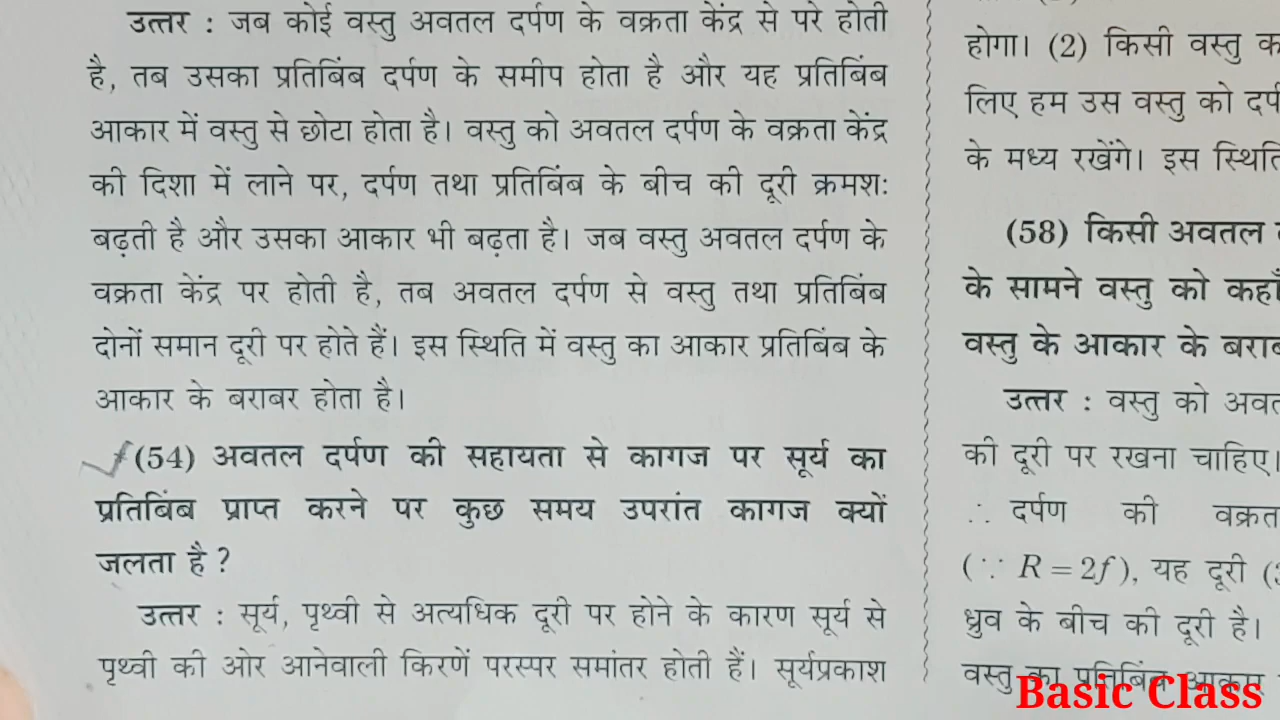 उत्तर : जब कोई वस्तु अवतल दर्पण के वक्रता केंद्र से परे होती
है, तब उसका प्रतिबिंब दर्पण के समीप होता है और यह प्रतिबिंब
आकार में वस्तु से छोटा होता है। वस्तु को अवतल दर्पण के वक्रता केंद्र
की दिशा में लाने पर, दर्पण तथा प्रतिबिंब के बीच की दूरी क्रमशः
बढ़ती है और उसका आकार भी बढ़ता है। जब वस्तु अवतल दर्पण के
वक्रता केंद्र पर होती है, तब अवतल दर्पण से वस्तु तथा प्रतिबिंब
दोनों समान दूरी पर होते हैं। इस स्थिति में वस्तु का आकार प्रतिबिंब के
आकार के बराबर होता है।
(54) अवतल दर्पण की सहायता से कागज पर सूर्य का
प्रतिबिंब प्राप्त करने पर कुछ समय उपरांत कागज क्यों
जलता है ?
उत्तर : सूर्य, पृथ्वी से अत्यधिक दूरी पर होने के कारण सूर्य से
पृथ्वी की ओर आनेवाली किरणें परस्पर समांतर होती हैं। सूर्यप्रकाश
होगा। (2) किसी वस्तु
लिए हम उस वस्तु को
के मध्य रखेंगे। इस
(58) किसी अवतल
के सामने वस्तु को
वस्तु के आकार के
उत्तर : वस्तु को
की दूरी पर रखना चाहिए।
∴ दर्पण की
(∵ R = 2f), यह दूरी
ध्रुव के बीच की दूरी है।
वस्तु का प्रतिबिंब आकार
Basic Class